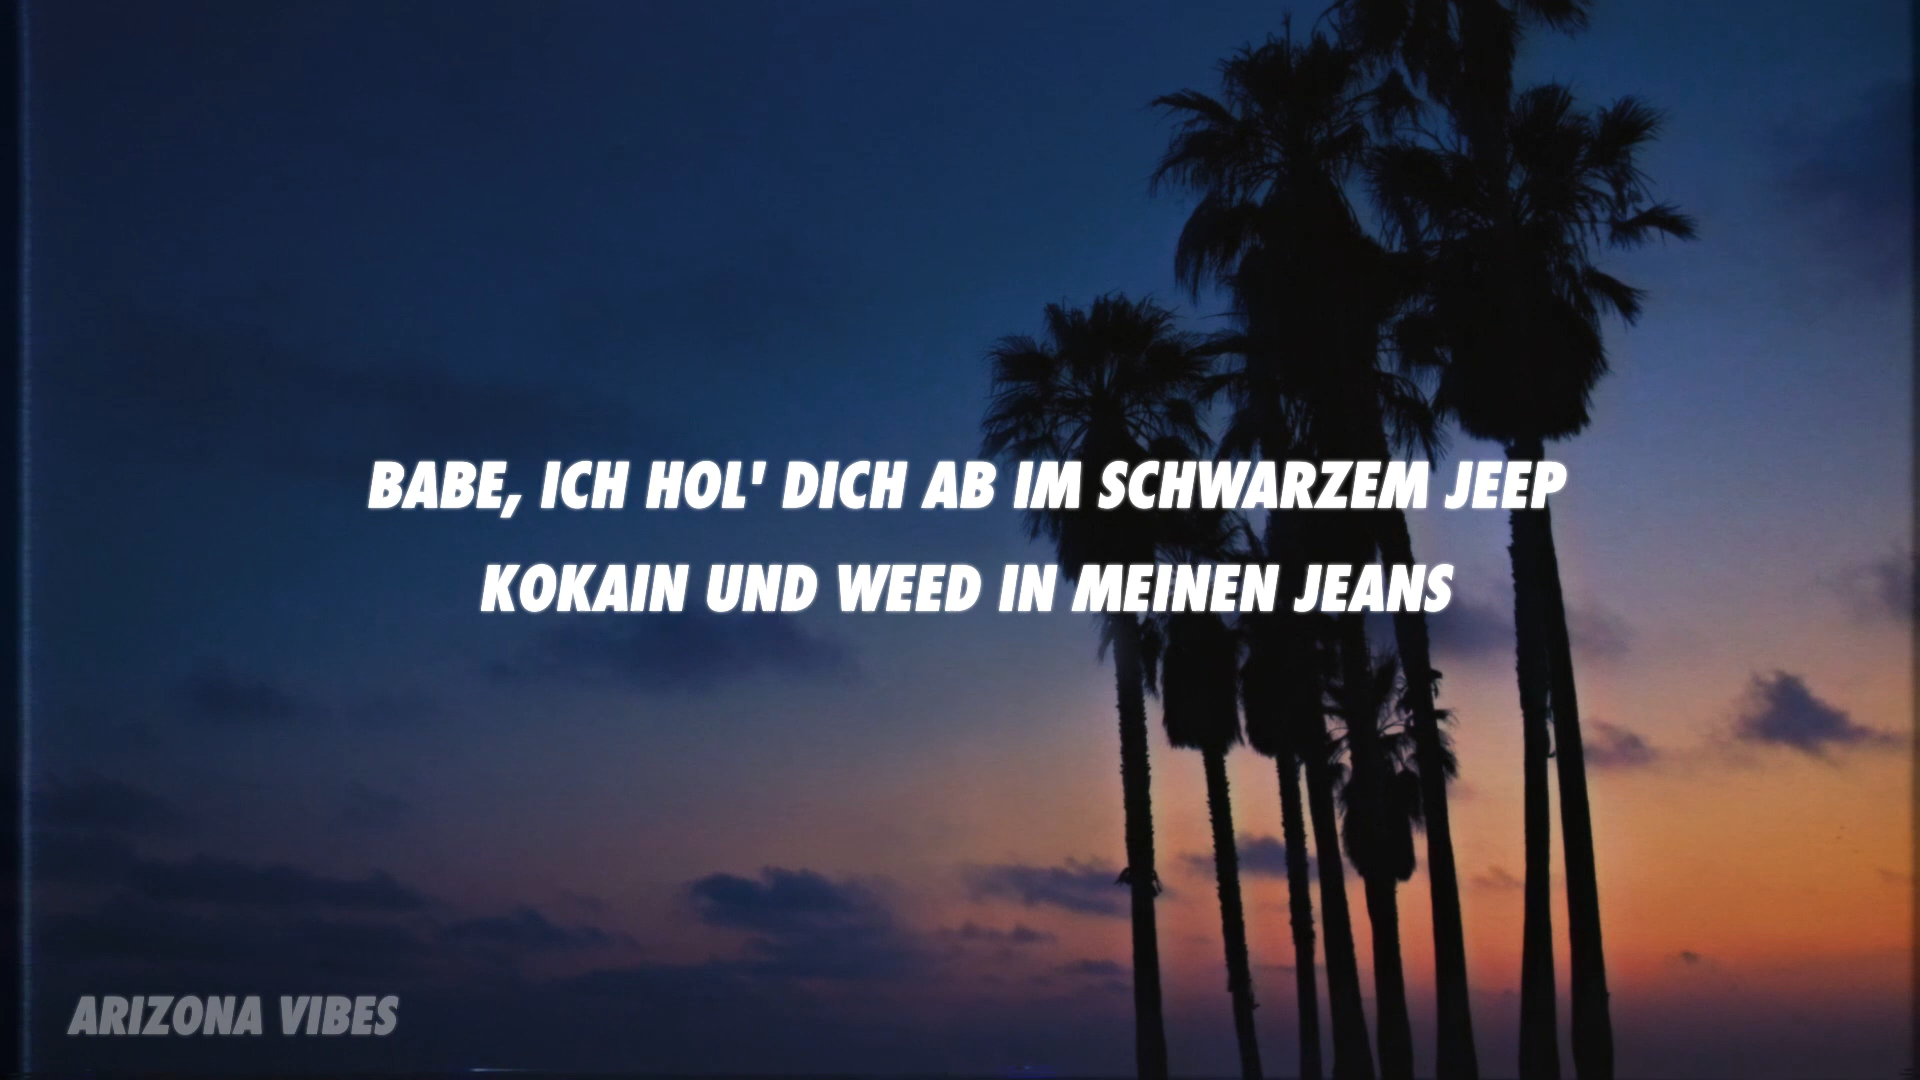 BABE, ICH HOL' DICH AB IM SCHWARZEM JEEP
KOKAIN UND WEED IN MEINEN JEANS
ARIZONA VIBES